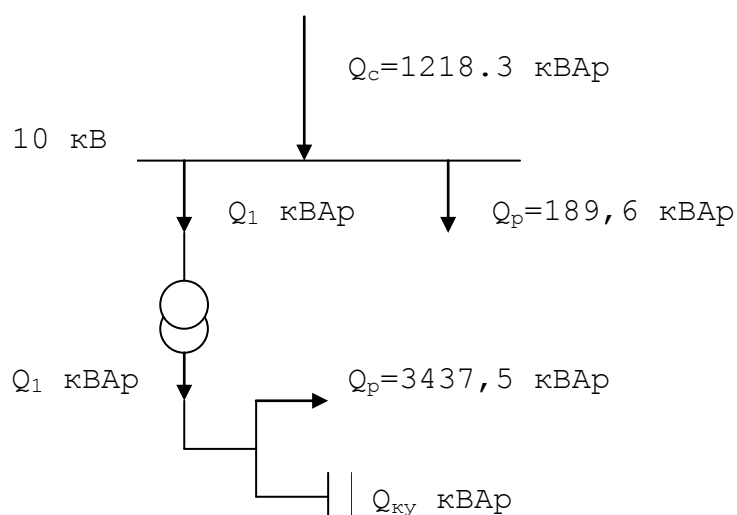 Qс=1218.3 кВАр
10 кВ
Q₁ кВАр
Qр=189,6 кВАр
Q₁ кВАр
Qр=3437,5 кВАр
Qку кВАр